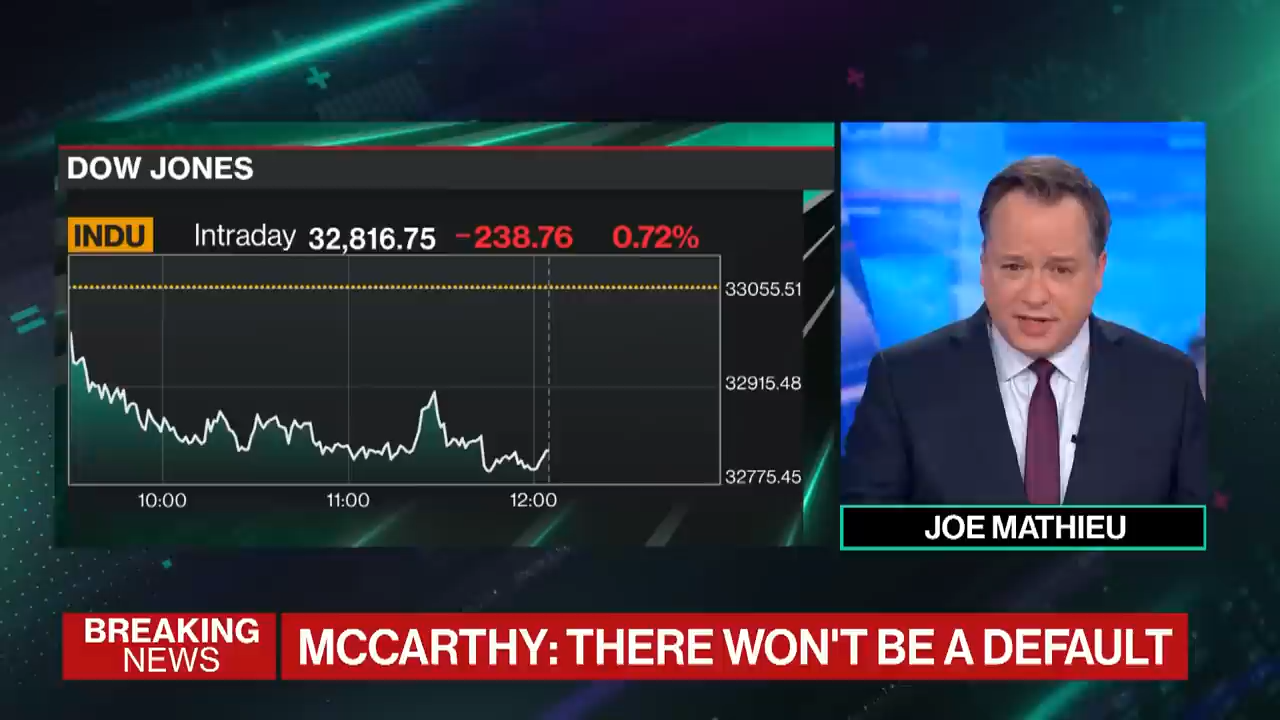 DOW JONES
INDU Intraday 32,816.75 -238.76 0.72%
33055.51
32915.48
32775.45
10:00 11:00 12:00
JOE MATHIEU
BREAKING
NEWS
MCCARTHY: THERE WON'T BE A DEFAULT